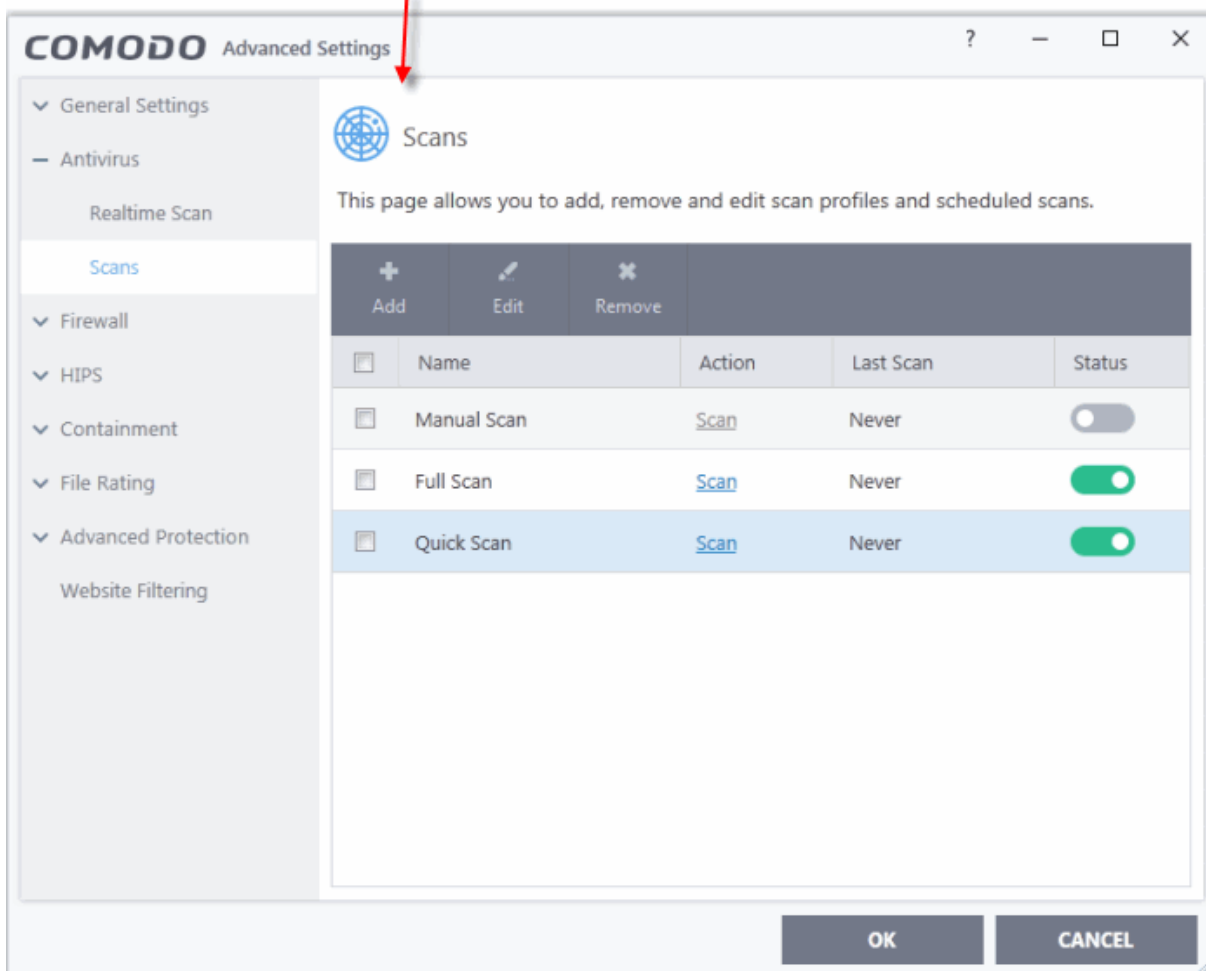 COMODO Advanced Settings ?
General Settings
Antivirus
Realtime Scan
Scans
Firewall
HIPS
Containment
File Rating
Advanced Protection
Website Filtering
Scans
This page allows you to add, remove and edit scan profiles and scheduled scans.
Add Edit Remove
Name Action Last Scan Status
Manual Scan Scan Never
Full Scan Scan Never
Quick Scan Scan Never
OK CANCEL